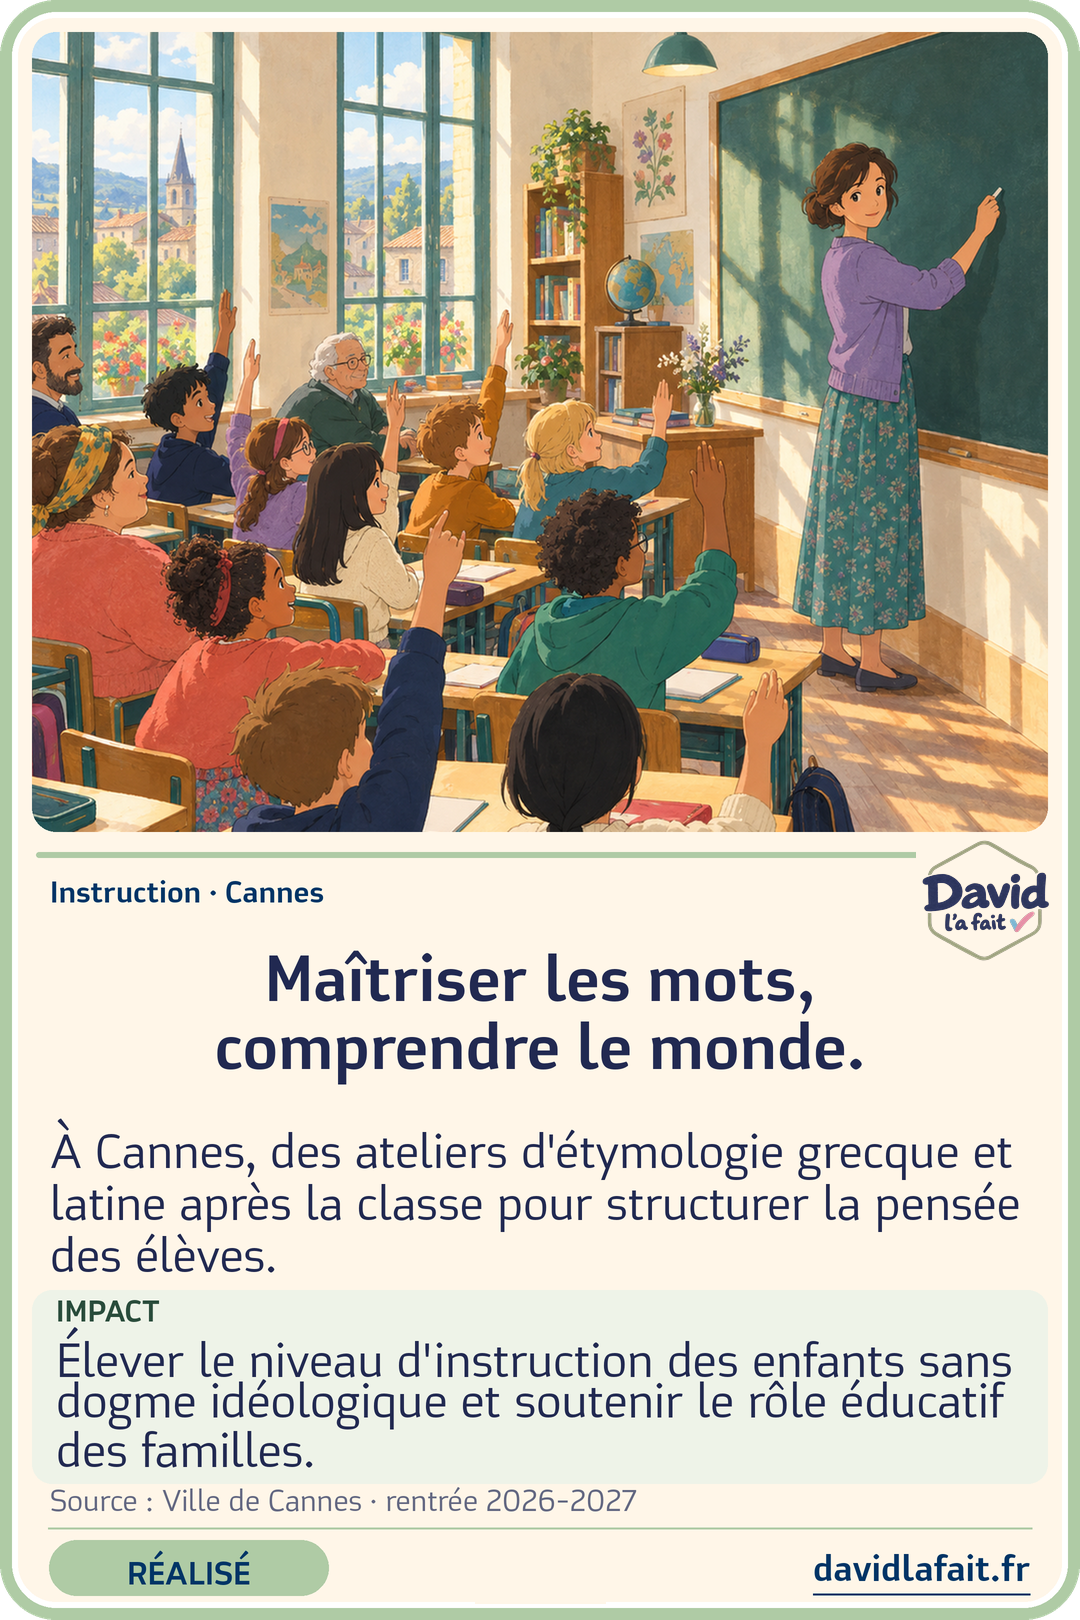 Instruction · Cannes
David
l'a fait
Maîtriser les mots,
comprendre le monde.
À Cannes, des ateliers d'étymologie grecque et
latine après la classe pour structurer la pensée
des élèves.
IMPACT
Élever le niveau d'instruction des enfants sans
dogme idéologique et soutenir le rôle éducatif
des familles.
Source : Ville de Cannes · rentrée 2026-2027
RÉALISÉ
davidlafait.fr